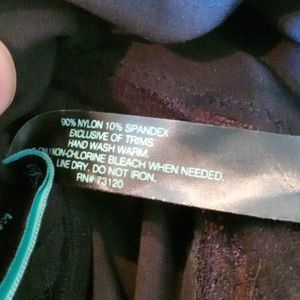 90% NYLON 10% SPANDEX
EXCLUSIVE OF TRIMS
HAND WASH WARM.
NON-CHLORINE BLEACH WHEN NEEDED.
LINE DRY. DO NOT IRON.
RN# 73120